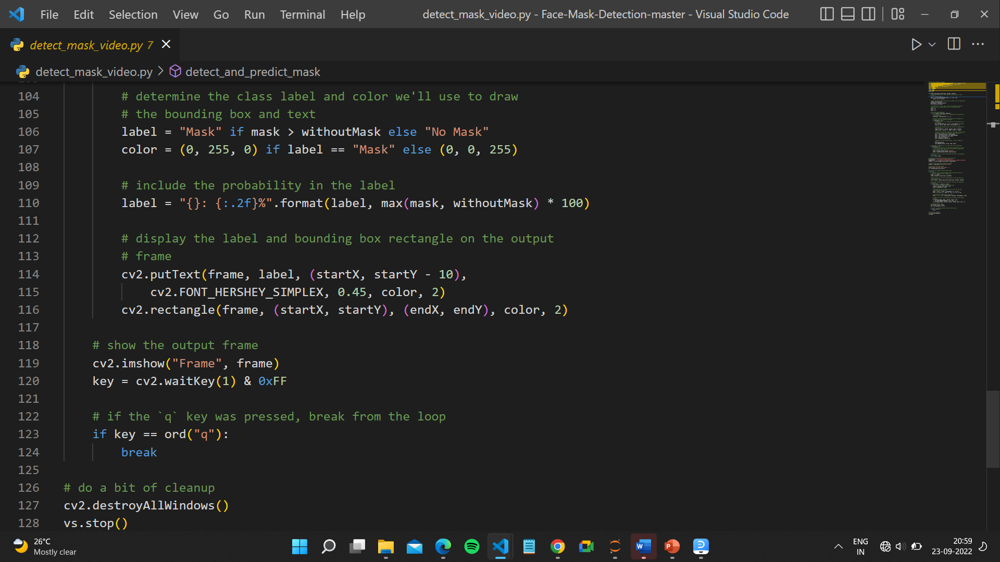 File Edit Selection View Go Run Terminal Help detect_mask_video.py - Face-Mask-Detection-master - Visual Studio Code
detect_mask_video.py 7
detect_mask_video.py > detect_and_predict_mask
104 # determine the class label and color we'll use to draw
105 # the bounding box and text
106 label = "Mask" if mask > withoutMask else "No Mask"
107 color = (0, 255, 0) if label == "Mask" else (0, 0, 255)
108
109 # include the probability in the label
110 label = "{}: {:.2f}%".format(label, max(mask, withoutMask) * 100)
111
112 # display the label and bounding box rectangle on the output
113 # frame
114 cv2.putText(frame, label, (startX, startY - 10),
115 cv2.FONT_HERSHEY_SIMPLEX, 0.45, color, 2)
116 cv2.rectangle(frame, (startX, startY), (endX, endY), color, 2)
117
118 # show the output frame
119 cv2.imshow("Frame", frame)
120 key = cv2.waitKey(1) & 0xFF
121
122 # if the `q` key was pressed, break from the loop
123 if key == ord("q"):
124 break
125
126 # do a bit of cleanup
127 cv2.destroyAllWindows()
128 vs.stop()
26°C
Mostly clear
ENG
IN
20:59
23-09-2022